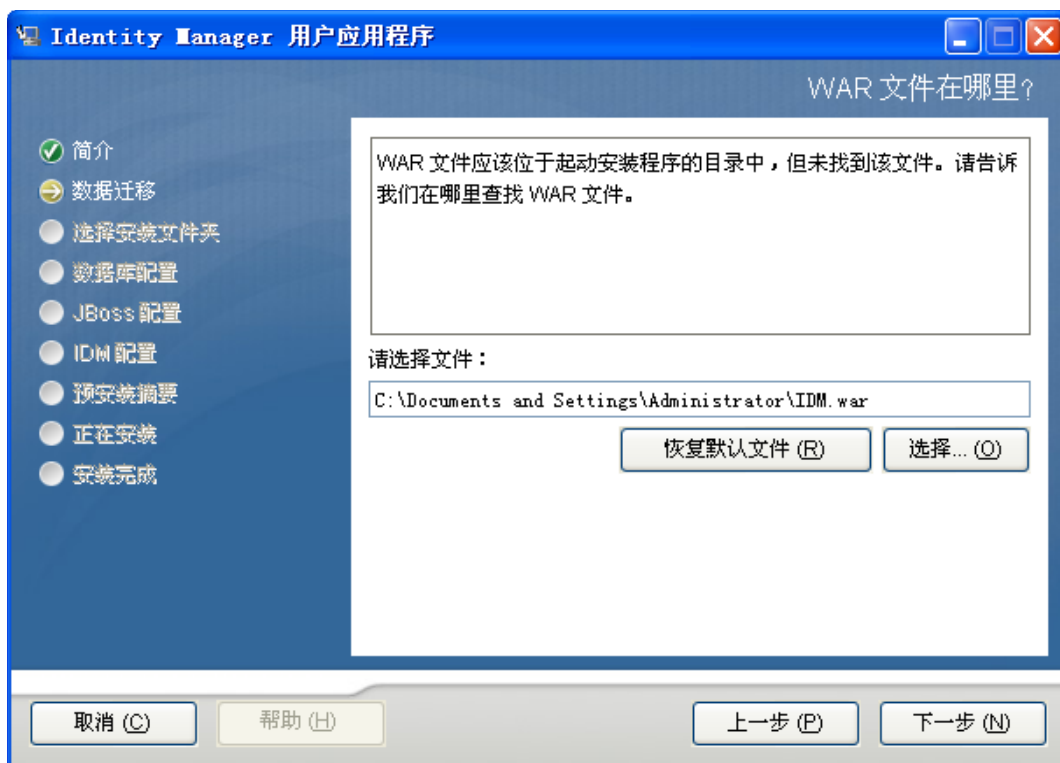 Identity Manager 用户应用程序
WAR 文件在哪里?
简介
数据迁移
选择安装文件夹
数据库配置
JBoss 配置
IDM 配置
预安装摘要
正在安装
安装完成
WAR 文件应该位于起动安装程序的目录中，但未找到该文件。请告诉
我们在哪里查找 WAR 文件。
请选择文件：
C:\Documents and Settings\Administrator\IDM.war
恢复默认文件 (R)
选择... (O)
取消 (C)
帮助 (H)
上一步 (P)
下一步 (N)